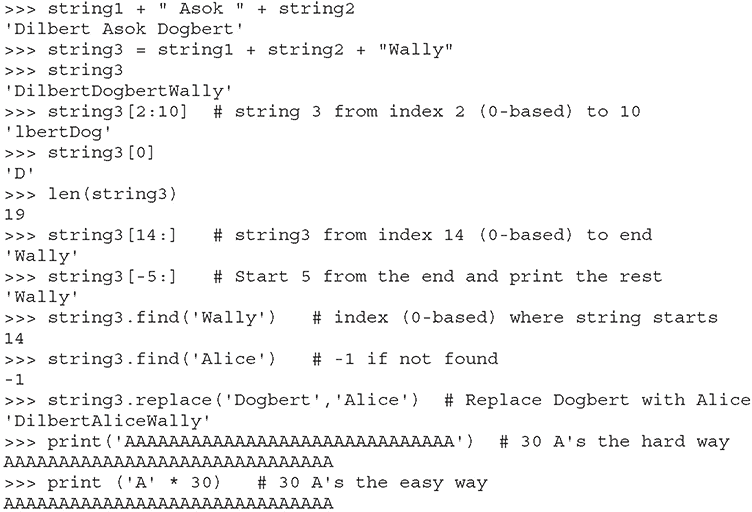 >>> string1 + " Asok " + string2
'Dilbert Asok Dogbert'
>>> string3 = string1 + string2 + "Wally"
>>> string3
'DilbertDogbertWally'
>>> string3[2:10]  # string 3 from index 2 (0-based) to 10
'lbertDog'
>>> string3[0]
'D'
>>> len(string3)
19
>>> string3[14:]   # string3 from index 14 (0-based) to end
'Wally'
>>> string3[-5:]   # Start 5 from the end and print the rest
'Wally'
>>> string3.find('Wally')   # index (0-based) where string starts
14
>>> string3.find('Alice')   # -1 if not found
-1
>>> string3.replace('Dogbert','Alice')  # Replace Dogbert with Alice
'DilbertAliceWally'
>>> print('AAAAAAAAAAAAAAAAAAAAAAAAAAAAAA')  # 30 A's the hard way
AAAAAAAAAAAAAAAAAAAAAAAAAAAAAA
>>> print ('A' * 30)   # 30 A's the easy way
AAAAAAAAAAAAAAAAAAAAAAAAAAAAAA